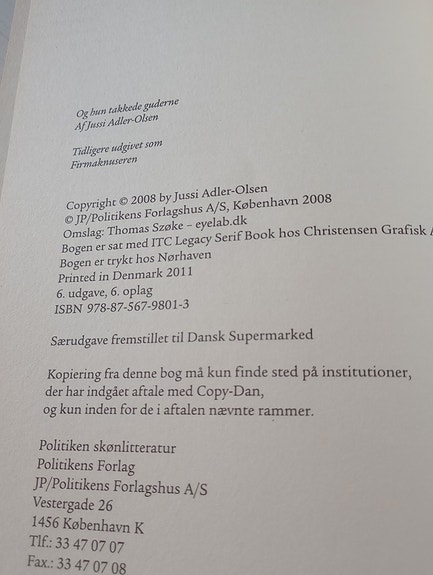 Og hun takkede guderne
Af Jussi Adler-Olsen
Tidligere udgivet som
Firmaknuseren
Copyright © 2008 by Jussi Adler-Olsen
© JP/Politikens Forlagshus A/S, København 2008
Omslag: Thomas Szøke – eyelab.dk
Bogen er sat med ITC Legacy Serif Book hos Christensen Grafisk
Bogen er trykt hos Nørhaven
Printed in Denmark 2011
6. udgave, 6. oplag
ISBN 978-87-567-9801-3
Særudgave fremstillet til Dansk Supermarked
Kopiering fra denne bog må kun finde sted på institutioner,
der har indgået aftale med Copy-Dan,
og kun inden for de i aftalen nævnte rammer.
Politiken skønlitteratur
Politikens Forlag
JP/Politikens Forlagshus A/S
Vestergade 26
1456 København K
Tlf.: 33 47 07 07
Fax.: 33 47 07 08